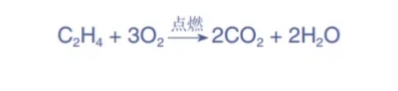 C₂H₄ + 3O₂ 点燃→ 2CO₂ + 2H₂O